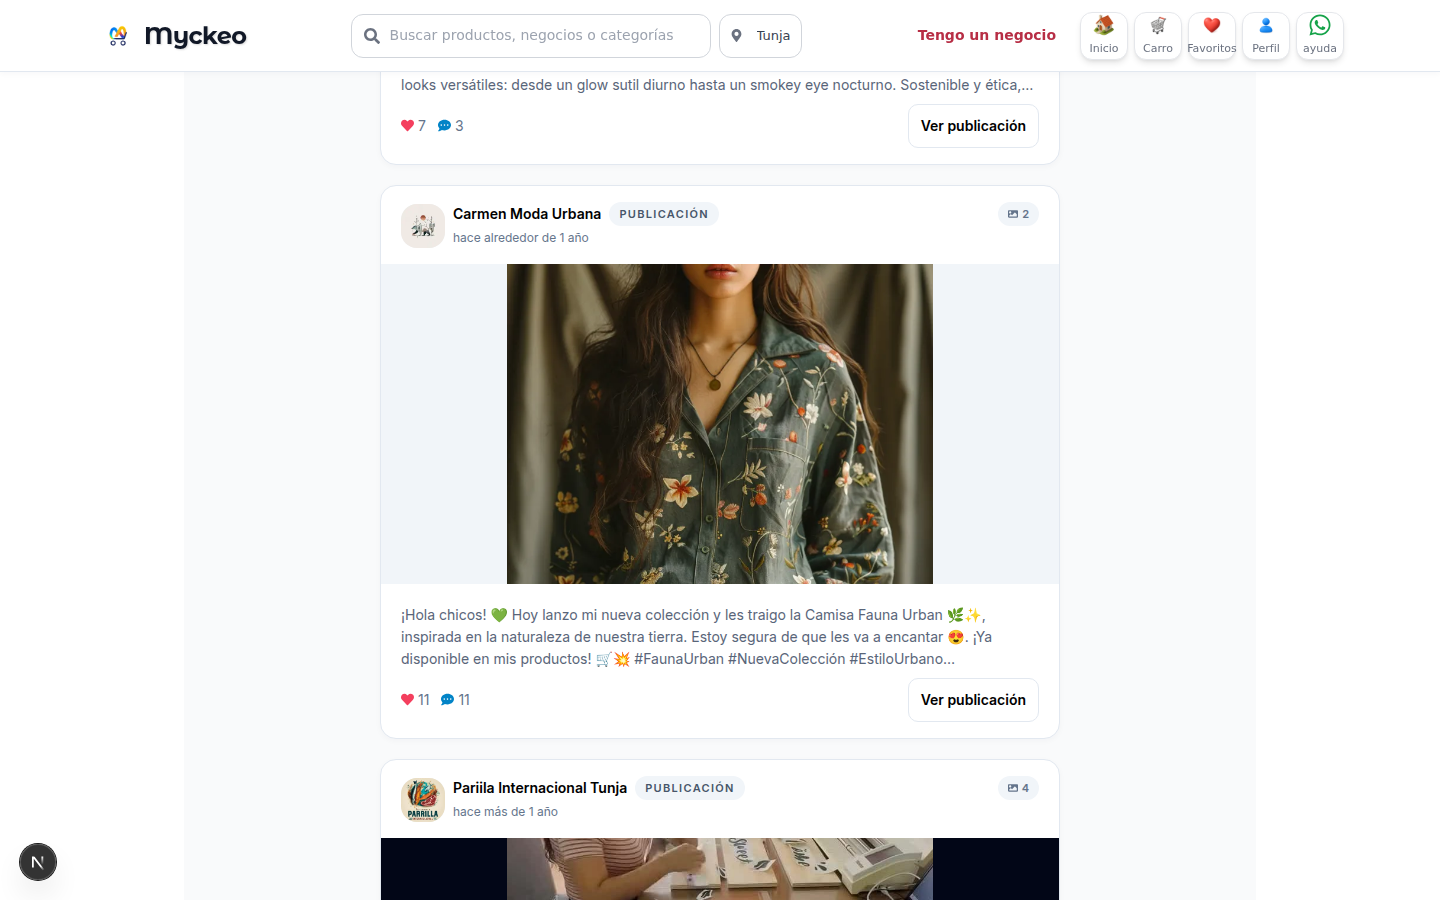 Myckeo
Buscar productos, negocios o categorías
Tunja
Tengo un negocio
Inicio
Carro
Favoritos
Perfil
ayuda
looks versátiles: desde un glow sutil diurno hasta un smokey eye nocturno. Sostenible y ética,...
7
3
Ver publicación
Carmen Moda Urbana
PUBLICACIÓN
2
hace alrededor de 1 año
¡Hola chicos! 💚 Hoy lanzo mi nueva colección y les traigo la Camisa Fauna Urban 🌿✨,
inspirada en la naturaleza de nuestra tierra. Estoy segura de que les va a encantar 😍. ¡Ya
disponible en mis productos! 🛒💥 #FaunaUrban #NuevaColección #EstiloUrbano...
11
11
Ver publicación
Pariila Internacional Tunja
PUBLICACIÓN
4
hace más de 1 año
PARRILLA
Sweet
Name
N